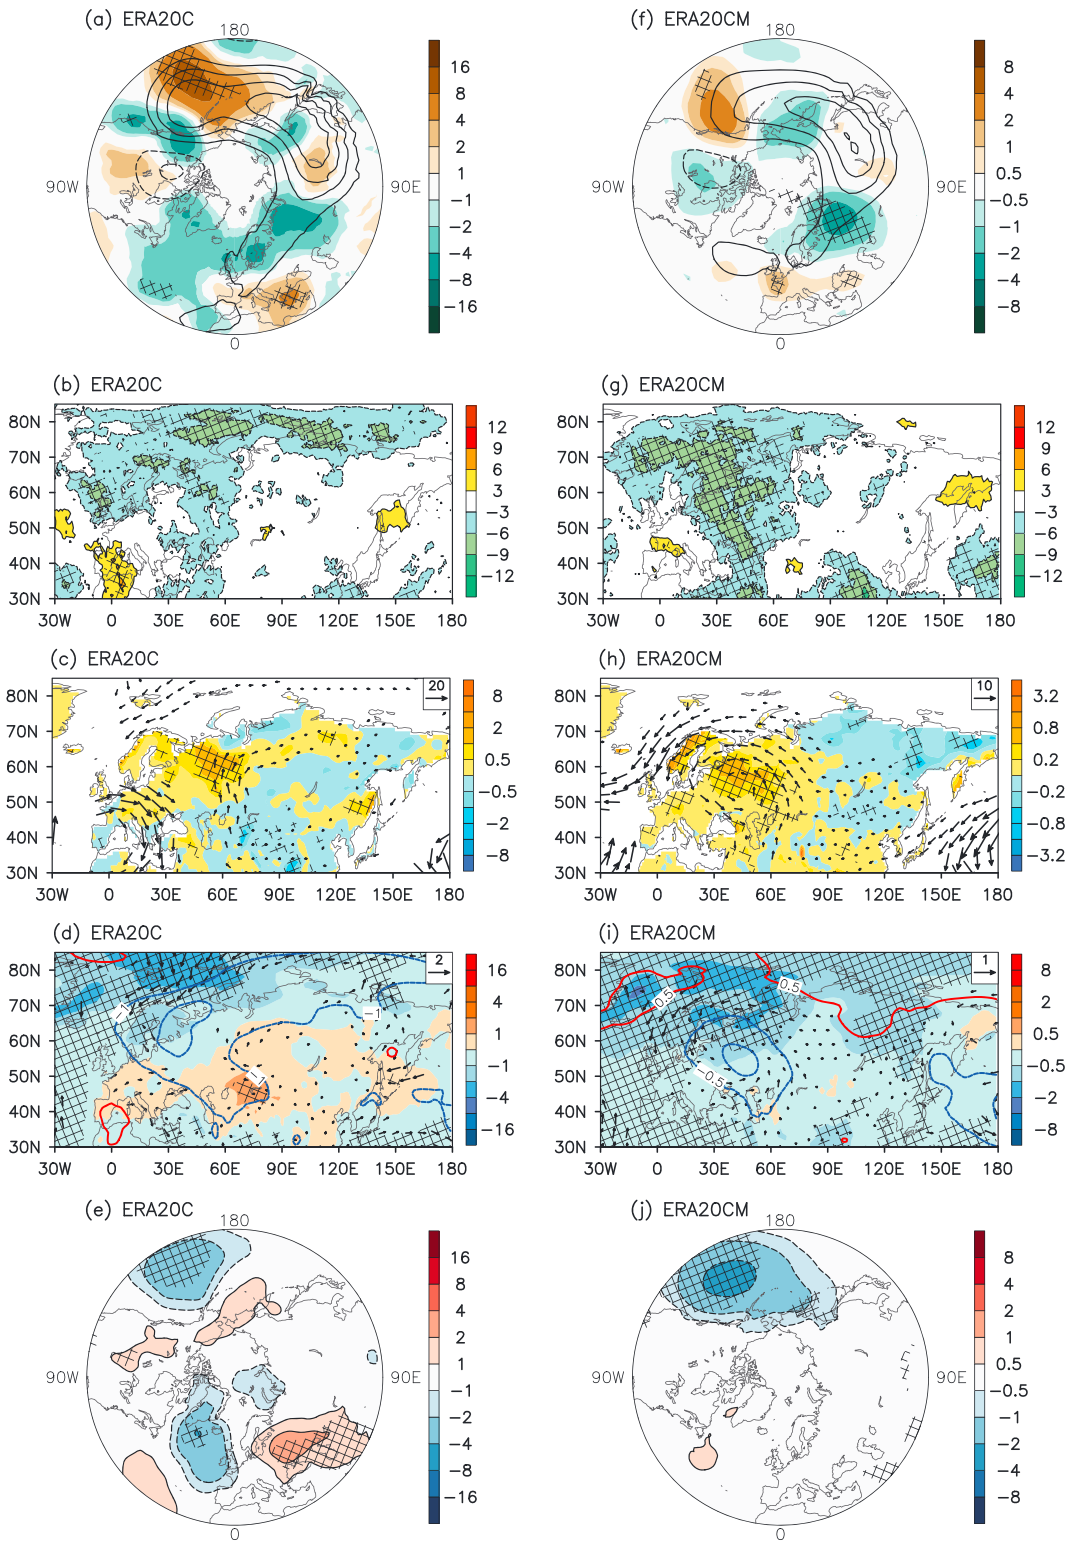 (a) ERA20C
180
90W
90E
0
16
8
4
2
1
−1
−2
−4
−8
−16
(f) ERA20CM
180
90W
90E
0
8
4
2
1
0.5
−0.5
−1
−2
−4
−8
(b) ERA20C
80N
70N
60N
50N
40N
30N
30W 0 30E 60E 90E 120E 150E 180
12
9
6
3
−3
−6
−9
−12
(g) ERA20CM
80N
70N
60N
50N
40N
30N
30W 0 30E 60E 90E 120E 150E 180
12
9
6
3
−3
−6
−9
−12
(c) ERA20C
20
80N
70N
60N
50N
40N
30N
30W 0 30E 60E 90E 120E 150E 180
8
2
0.5
−0.5
−2
−8
(h) ERA20CM
10
80N
70N
60N
50N
40N
30N
30W 0 30E 60E 90E 120E 150E 180
3.2
0.8
0.2
−0.2
−0.8
−3.2
(d) ERA20C
2
80N
70N
60N
50N
40N
30N
30W 0 30E 60E 90E 120E 150E 180
−1
−1
−1
16
4
1
−1
−4
−16
(i) ERA20CM
1
80N
70N
60N
50N
40N
30N
30W 0 30E 60E 90E 120E 150E 180
0.5
0.5
−0.5
8
2
0.5
−0.5
−2
−8
(e) ERA20C
180
90W
90E
0
16
8
4
2
1
−1
−2
−4
−8
−16
(j) ERA20CM
180
90W
90E
0
8
4
2
1
0.5
−0.5
−1
−2
−4
−8